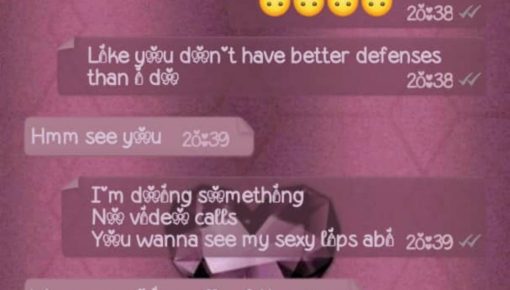 20:38
Like you don't have better defenses
than i do
20:38
Hmm see you 20:39
I'm doing something
No video calls
You wanna see my sexy lips abi 20:39